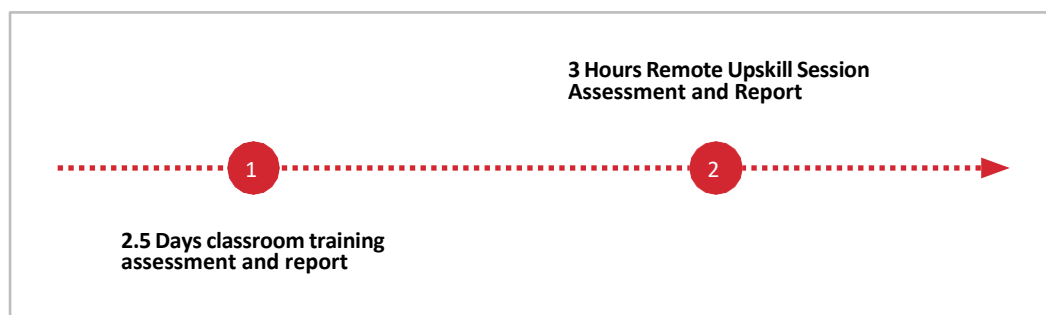 3 Hours Remote Upskill Session
Assessment and Report
1
2
2.5 Days classroom training
assessment and report